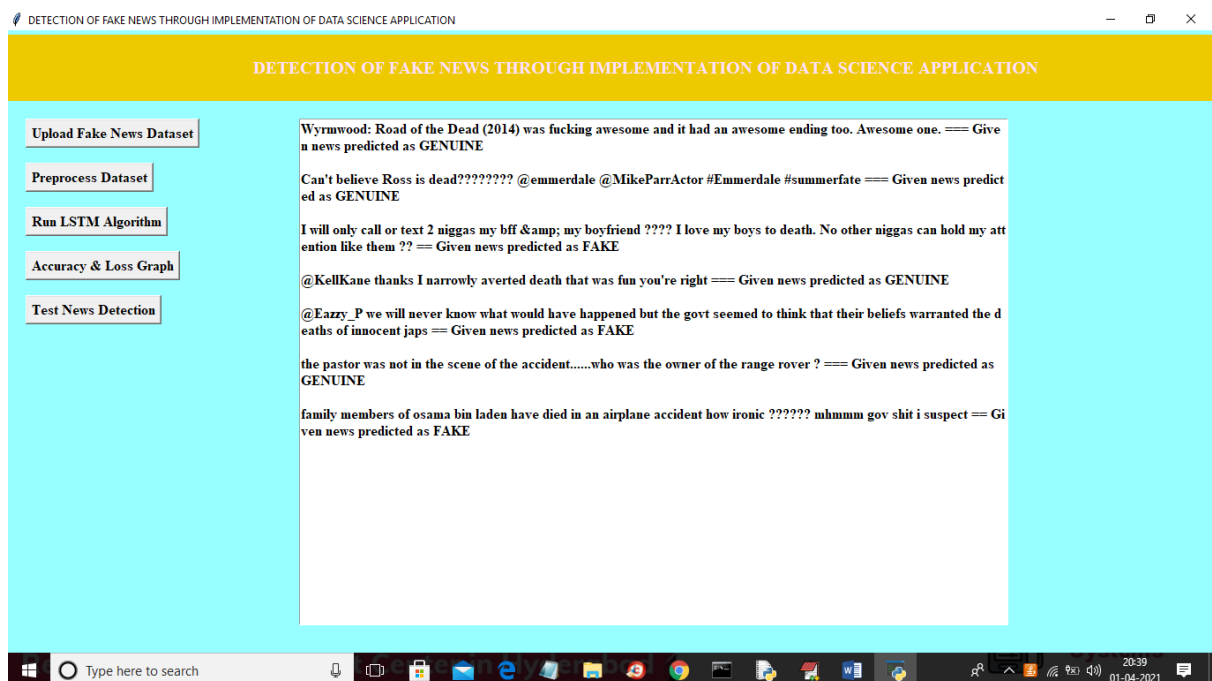 DETECTION OF FAKE NEWS THROUGH IMPLEMENTATION OF DATA SCIENCE APPLICATION
DETECTION OF FAKE NEWS THROUGH IMPLEMENTATION OF DATA SCIENCE APPLICATION
Upload Fake News Dataset
Preprocess Dataset
Run LSTM Algorithm
Accuracy & Loss Graph
Test News Detection
Wyrmwood: Road of the Dead (2014) was fucking awesome and it had an awesome ending too. Awesome one. === Give
n news predicted as GENUINE
Can't believe Ross is dead???????? @emmerdale @MikeParrActor #Emmerdale #summerfate === Given news predict
ed as GENUINE
I will only call or text 2 niggas my bff &amp; my boyfriend ???? I love my boys to death. No other niggas can hold my att
ention like them ?? == Given news predicted as FAKE
@KellKane thanks I narrowly averted death that was fun you're right === Given news predicted as GENUINE
@Eazzy_P we will never know what would have happened but the govt seemed to think that their beliefs warranted the d
eaths of innocent japs == Given news predicted as FAKE
the pastor was not in the scene of the accident......who was the owner of the range rover ? === Given news predicted as
GENUINE
family members of osama bin laden have died in an airplane accident how ironic ?????? mhmmm gov shit i suspect == Gi
ven news predicted as FAKE
Type here to search
20:39
01-04-2021